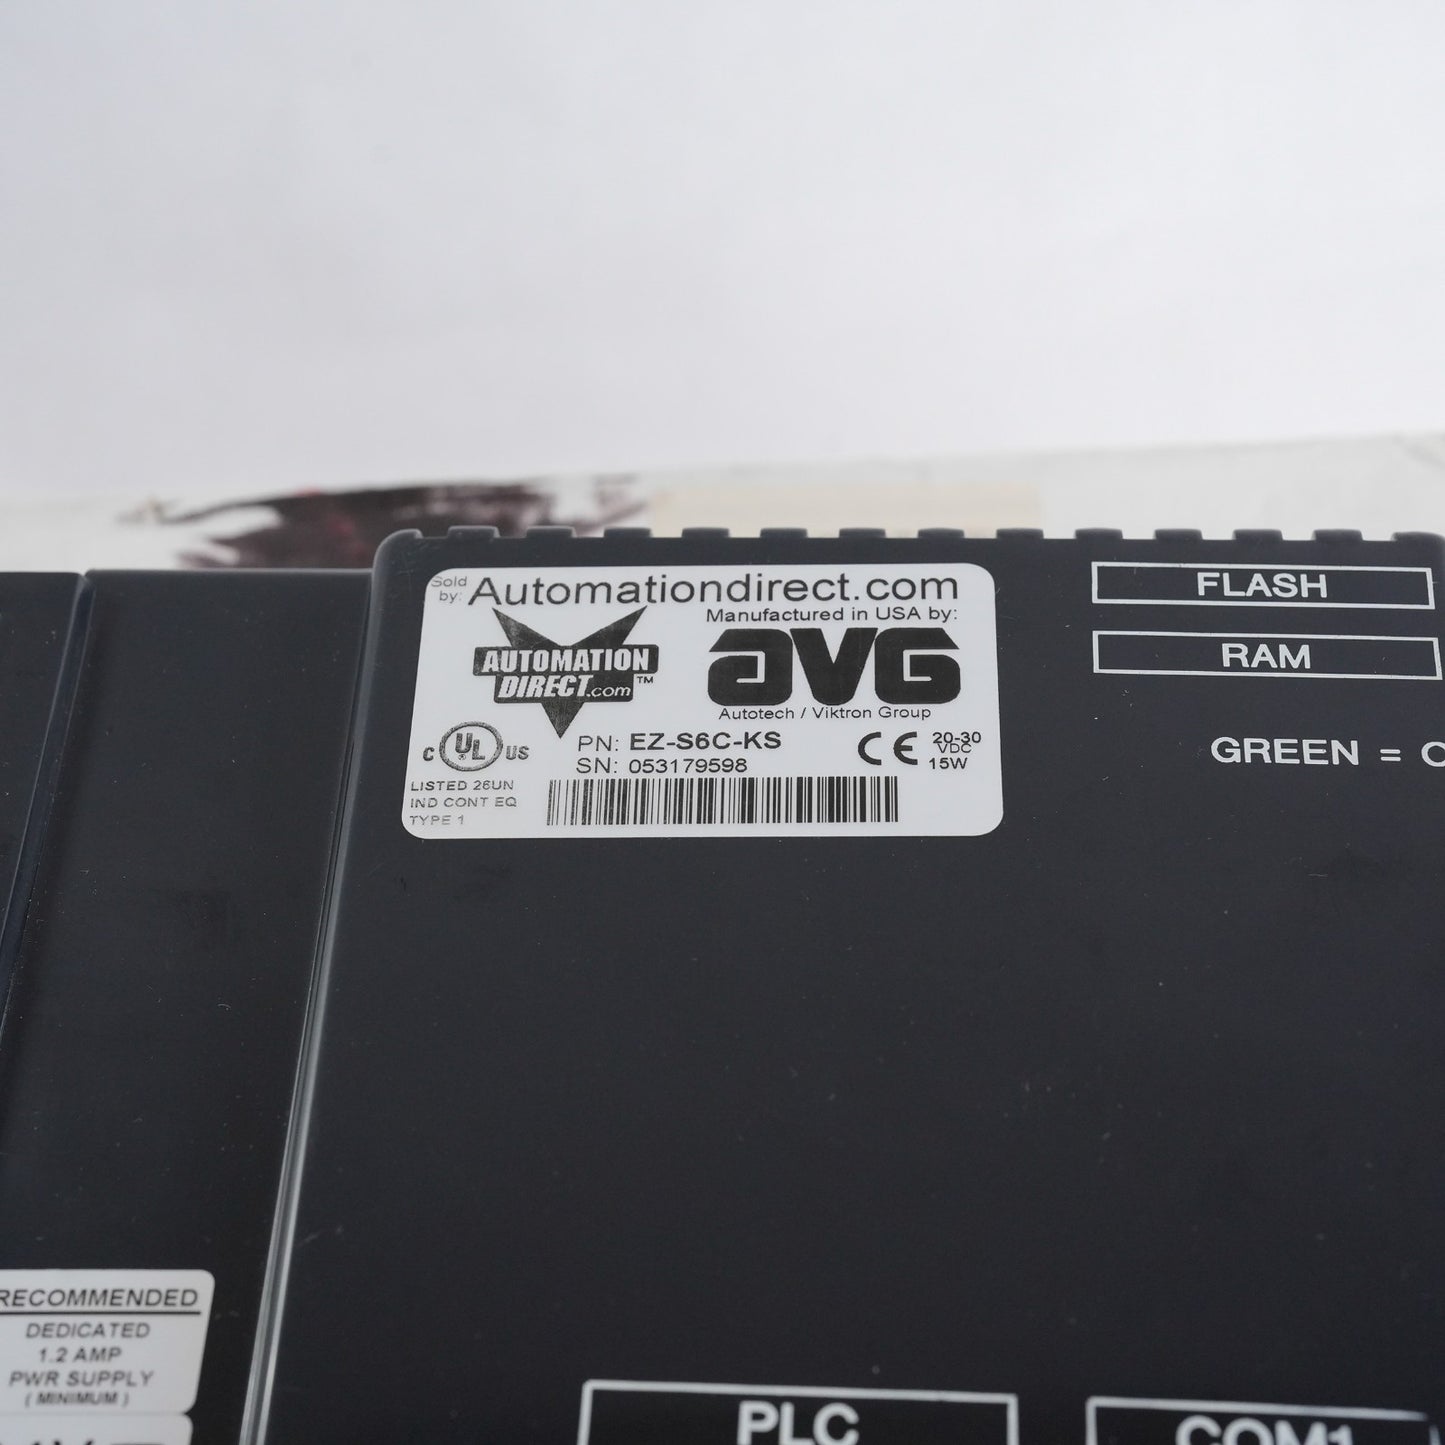 Sold by: Automationdirect.com
Manufactured in USA by:
AUTOMATION
DIRECT.com™
AVG
Autotech / Viktron Group
C UL US
PN: EZ-S6C-KS
SN: 053179598
CE
20-30
VDC
15W
LISTED 26UN
IND CONT EQ
TYPE 1
FLASH
RAM
GREEN =
RECOMMENDED
DEDICATED
1.2 AMP
PWR SUPPLY
( MINIMUM )
PLC
COM1